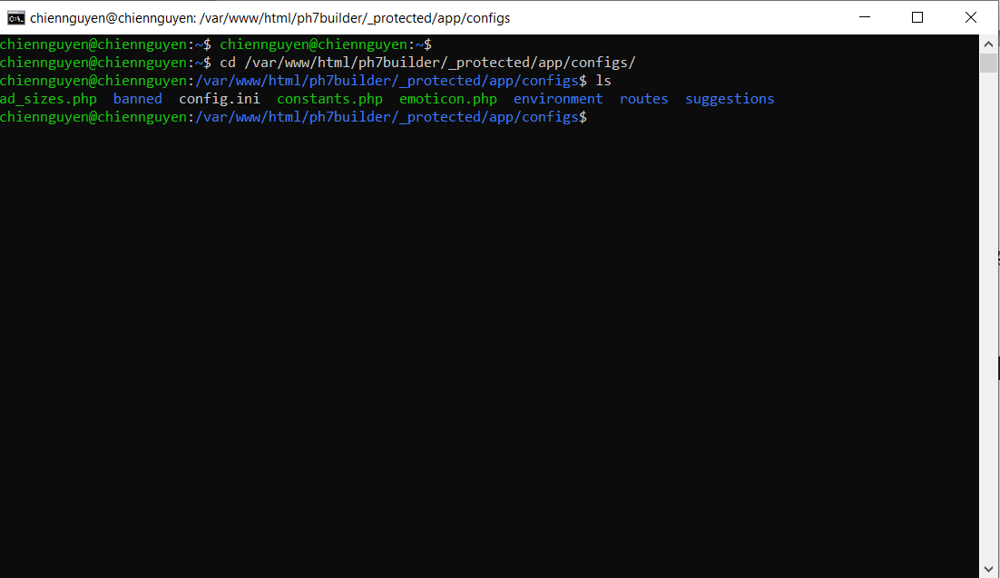 chiennguyen@chiennguyen: /var/www/html/ph7builder/_protected/app/configs
chiennguyen@chiennguyen:~$ chiennguyen@chiennguyen:~$
chiennguyen@chiennguyen:~$ cd /var/www/html/ph7builder/_protected/app/configs/
chiennguyen@chiennguyen:/var/www/html/ph7builder/_protected/app/configs$ ls
ad_sizes.php  banned  config.ini  constants.php  emoticon.php  environment  routes  suggestions
chiennguyen@chiennguyen:/var/www/html/ph7builder/_protected/app/configs$